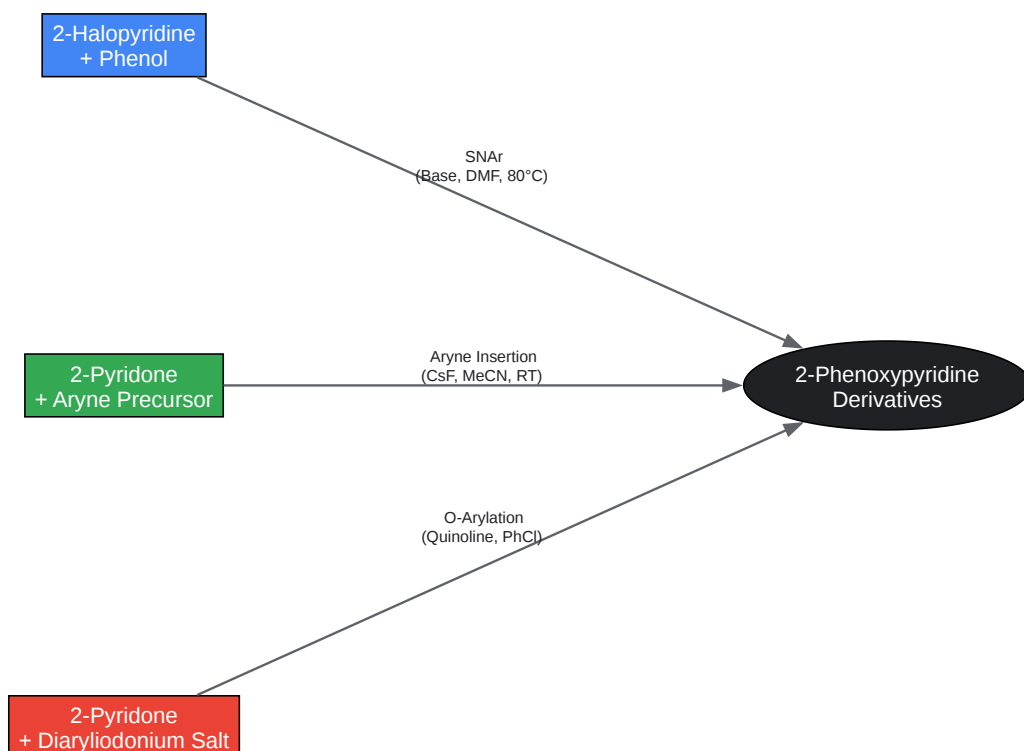 2-Halopyridine
+ Phenol
SNAr
(Base, DMF, 80°C)
Aryne Insertion
(CsF, MeCN, RT)
2-Pyridone
+ Aryne Precursor
2-Phenoxypyridine
Derivatives
O-Arylation
(Quinoline, PhCl)
2-Pyridone
+ Diaryliodonium Salt